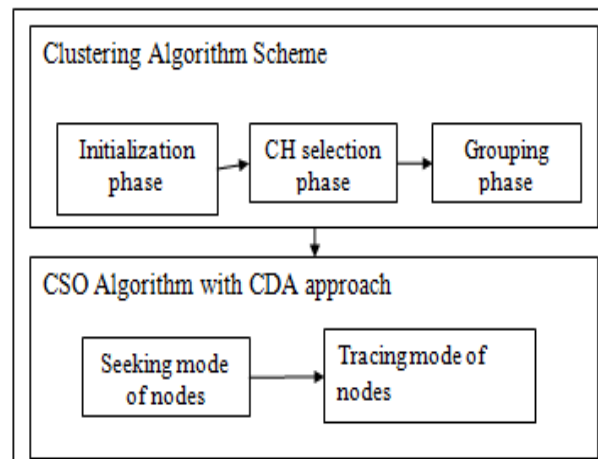 Clustering Algorithm Scheme
Initialization
phase
CH selection
phase
Grouping
phase
CSO Algorithm with CDA approach
Seeking mode
of nodes
Tracing mode of
nodes